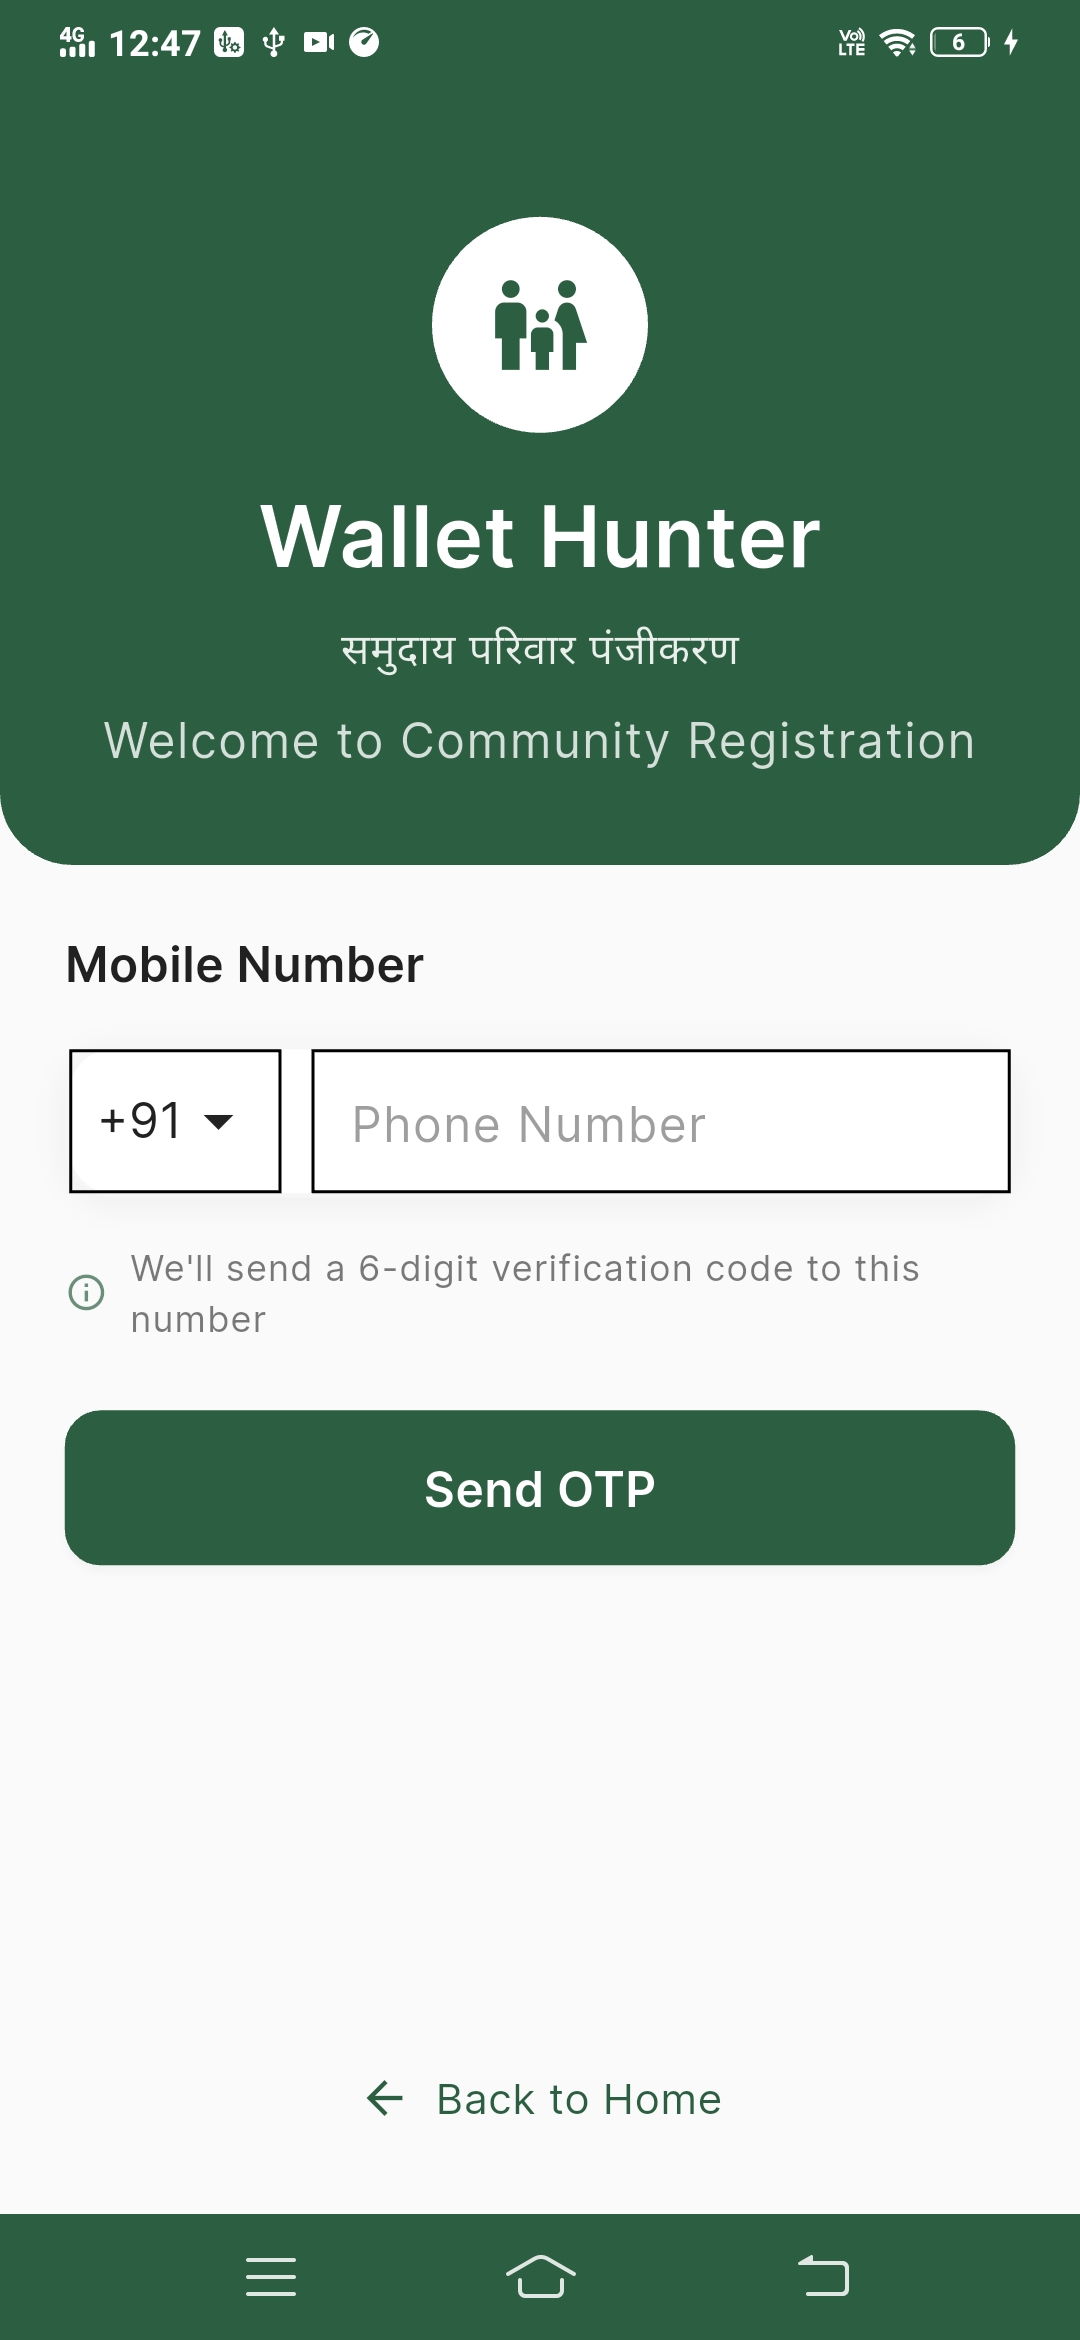 4G 12:47 Vo) LTE 6
Wallet Hunter
समुदाय परिवार पंजीकरण
Welcome to Community Registration
Mobile Number
+91 Phone Number
We'll send a 6-digit verification code to this
number
Send OTP
Back to Home